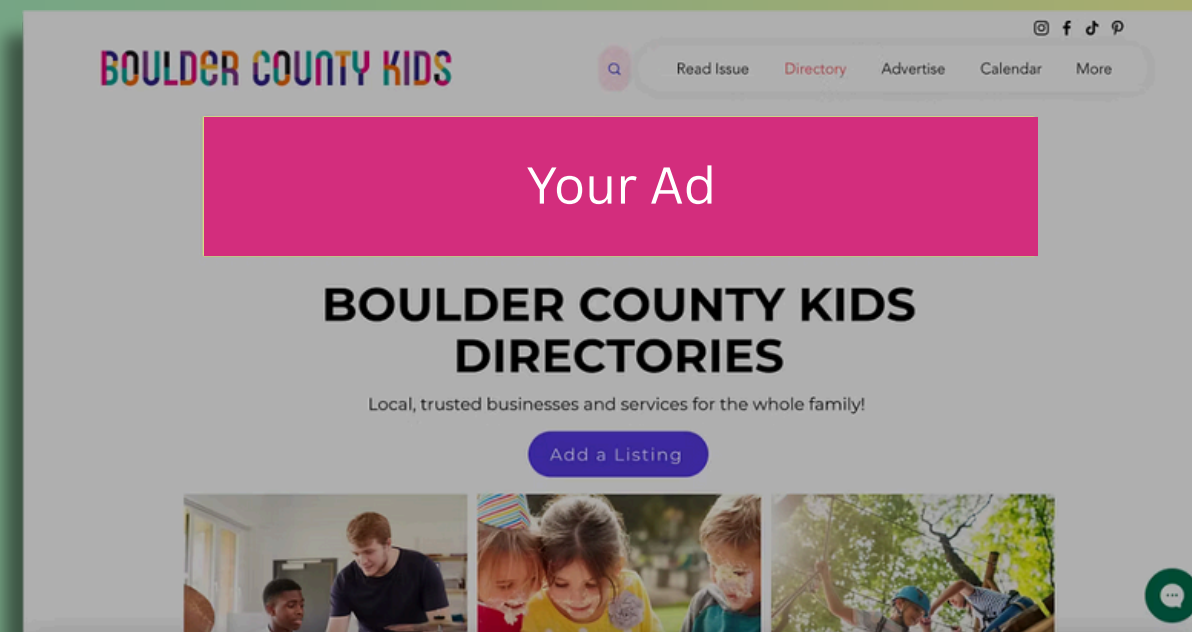 BOULDER COUNTY KIDS
Read Issue
Directory
Advertise
Calendar
More
Your Ad
BOULDER COUNTY KIDS
DIRECTORIES
Local, trusted businesses and services for the whole family!
Add a Listing